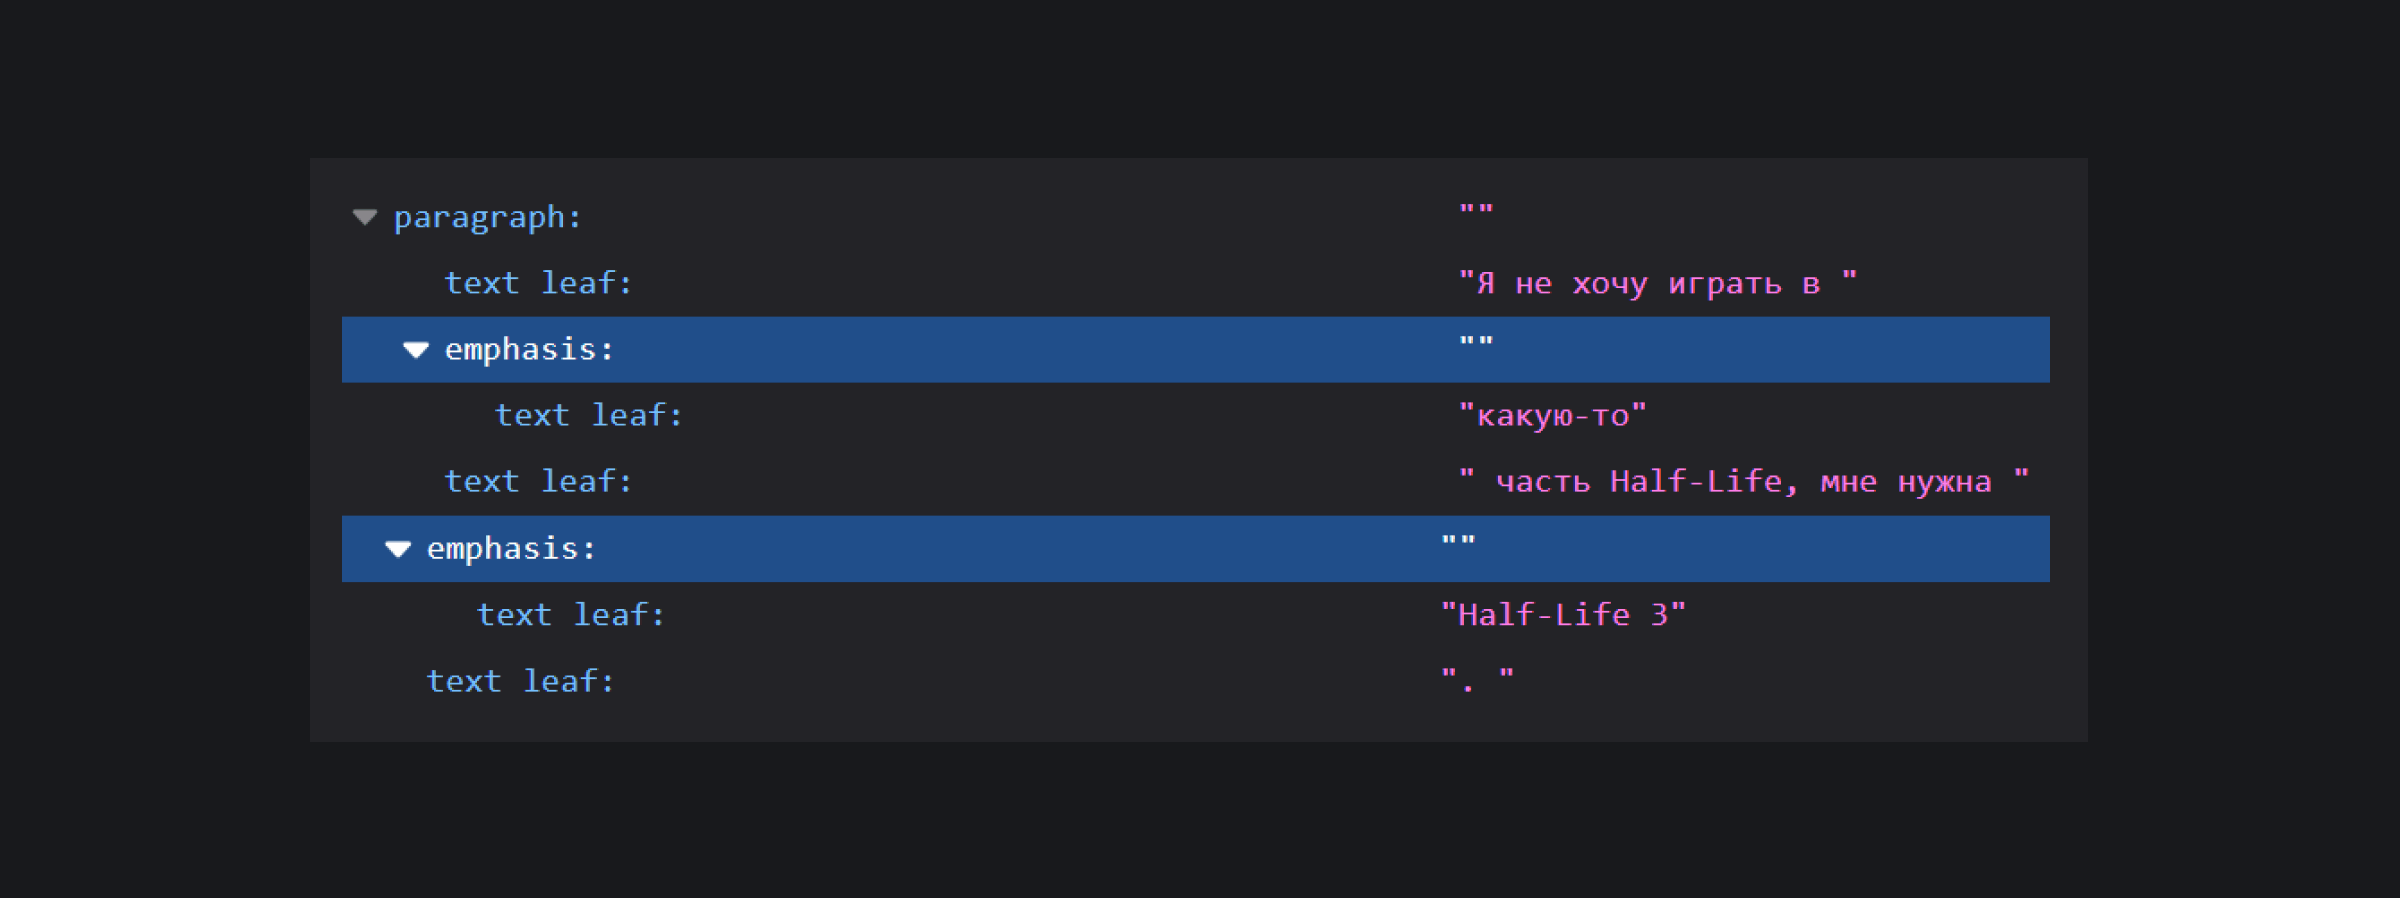 paragraph: ""
text leaf: "Я не хочу играть в "
emphasis: ""
text leaf: "какую-то"
text leaf: " часть Half-Life, мне нужна "
emphasis: ""
text leaf: "Half-Life 3"
text leaf: ". "